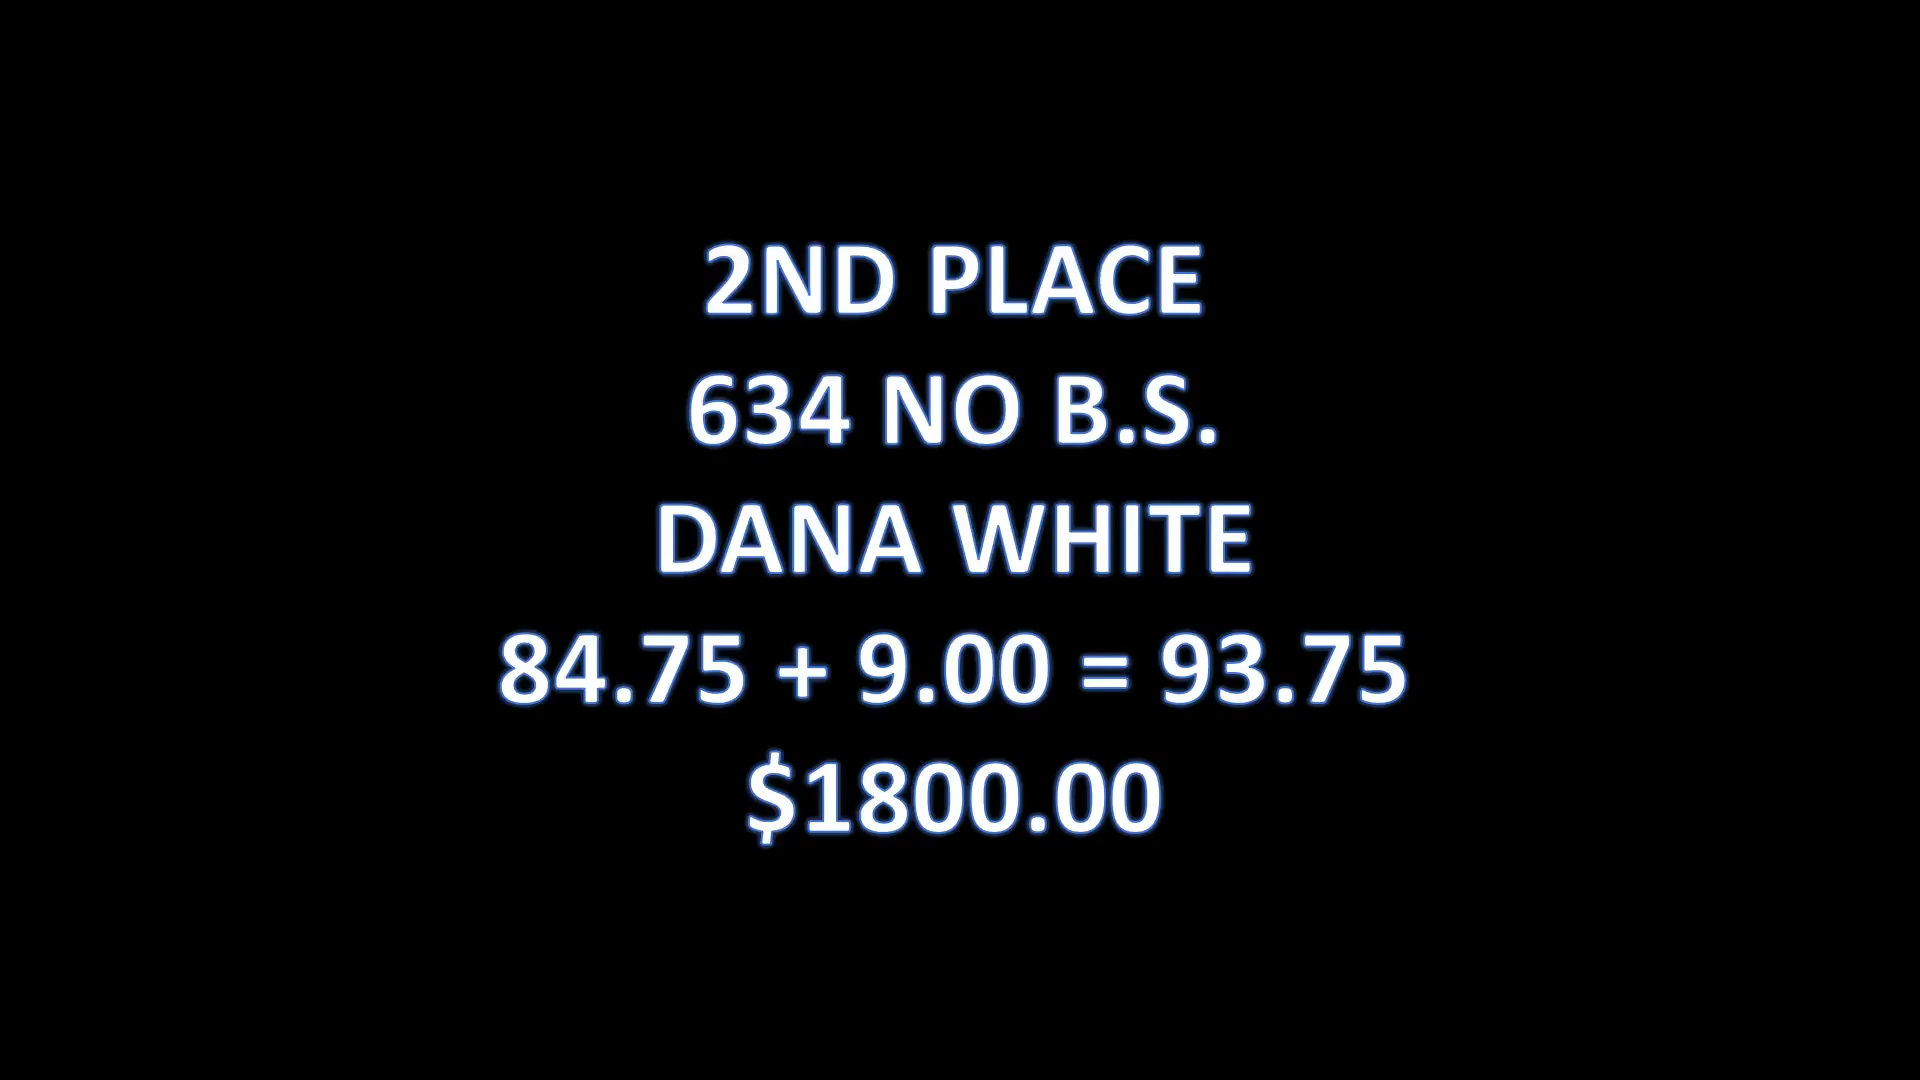 2ND PLACE
634 NO B.S.
DANA WHITE
84.75 + 9.00 = 93.75
$1800.00